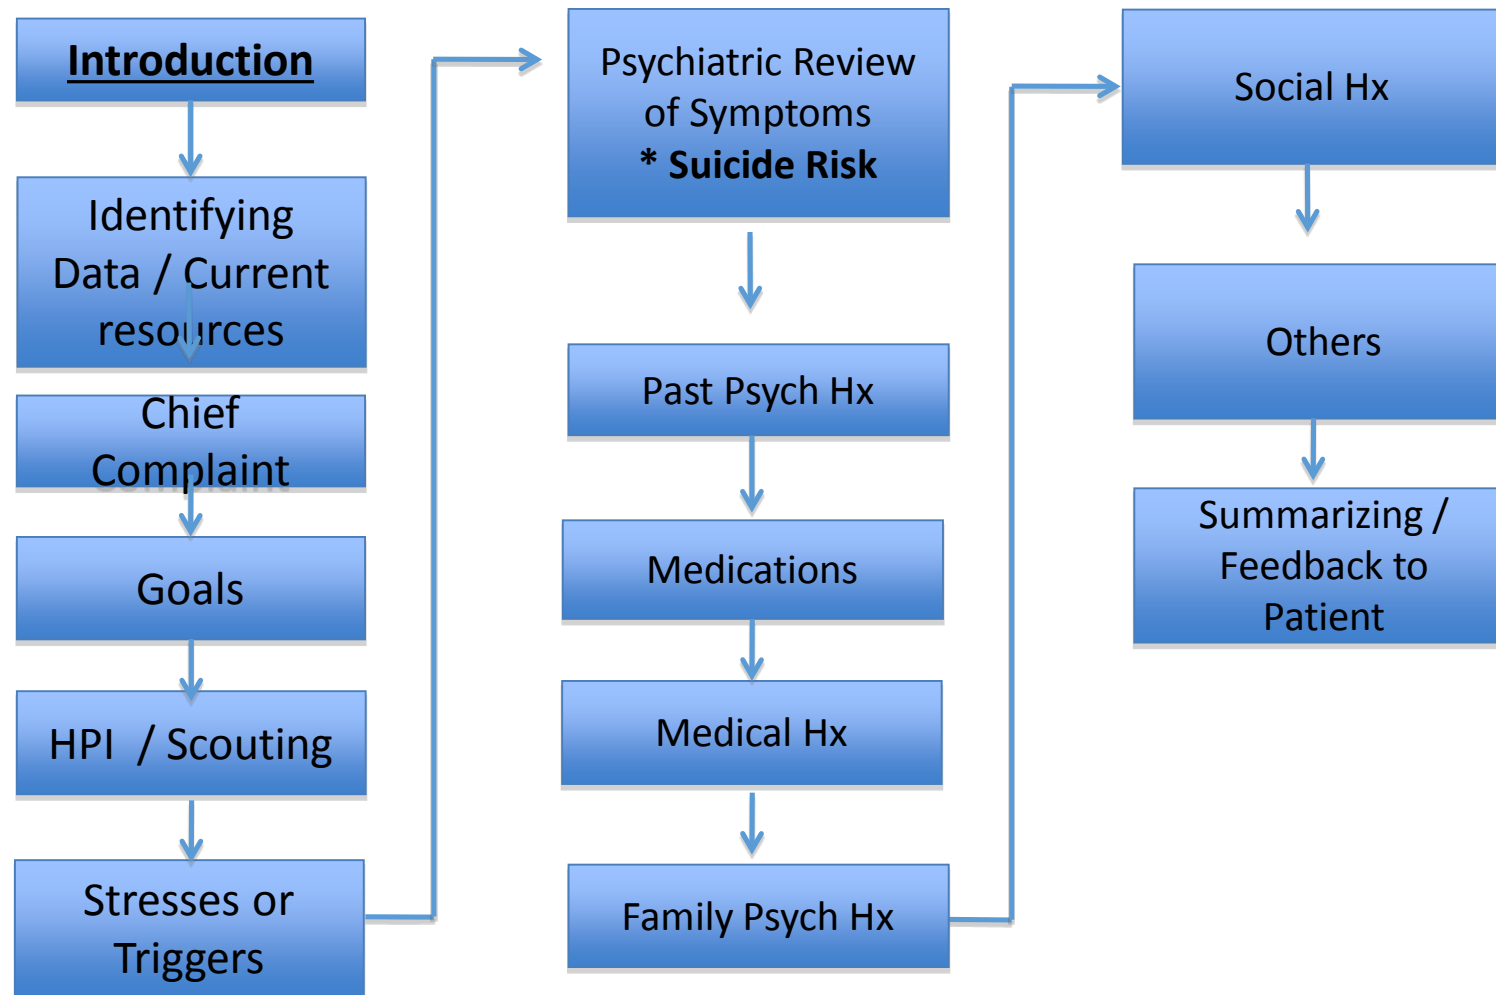 Introduction
Identifying
Data / Current
resources
Chief
Complaint
Goals
HPI  / Scouting
Stresses or
Triggers
Psychiatric Review
of Symptoms
* Suicide Risk
Past Psych Hx
Medications
Medical Hx
Family Psych Hx
Social Hx
Others
Summarizing /
Feedback to
Patient